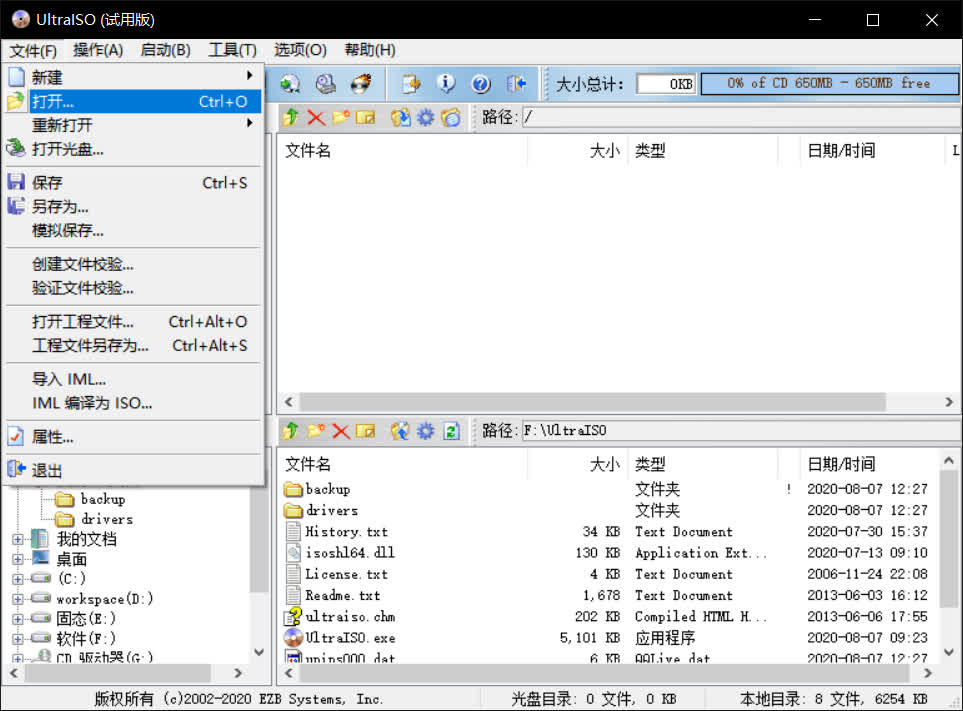 UltraISO (试用版)
文件(F) 操作(A) 启动(B) 工具(T) 选项(O) 帮助(H)
大小总计: 0KB 0% of CD 650MB - 650MB free
新建
打开... Ctrl+O
重新打开
打开光盘...
保存 Ctrl+S
另存为...
模拟保存...
创建文件校验...
验证文件校验...
打开工程文件... Ctrl+Alt+O
工程文件另存为... Ctrl+Alt+S
导入 IML...
IML 编译为 ISO...
属性...
退出
路径: /
文件名 大小 类型 日期/时间 L
backup
drivers
我的文档
桌面
(C:)
workspace(D:)
固态(E:)
软件(F:)
CD 驱动器(G:)
路径: F:\UltraISO
文件名 大小 类型 日期/时间
backup 文件夹 ! 2020-08-07 12:27
drivers 文件夹 2020-08-07 12:27
History.txt 34 KB Text Document 2020-07-30 15:37
isoshl64.dll 130 KB Application Ext... 2020-07-13 09:10
License.txt 4 KB Text Document 2006-11-24 22:08
Readme.txt 1,678 Text Document 2013-06-03 16:12
ultraiso.chm 202 KB Compiled HTML H... 2013-06-06 17:55
UltraISO.exe 5,101 KB 应用程序 2020-08-07 09:23
unins000.dat 6 KB QQLive.dat 2020-08-07 12:27
版权所有 (c)2002-2020 EZB Systems, Inc. 光盘目录: 0 文件, 0 KB 本地目录: 8 文件, 6254 KB